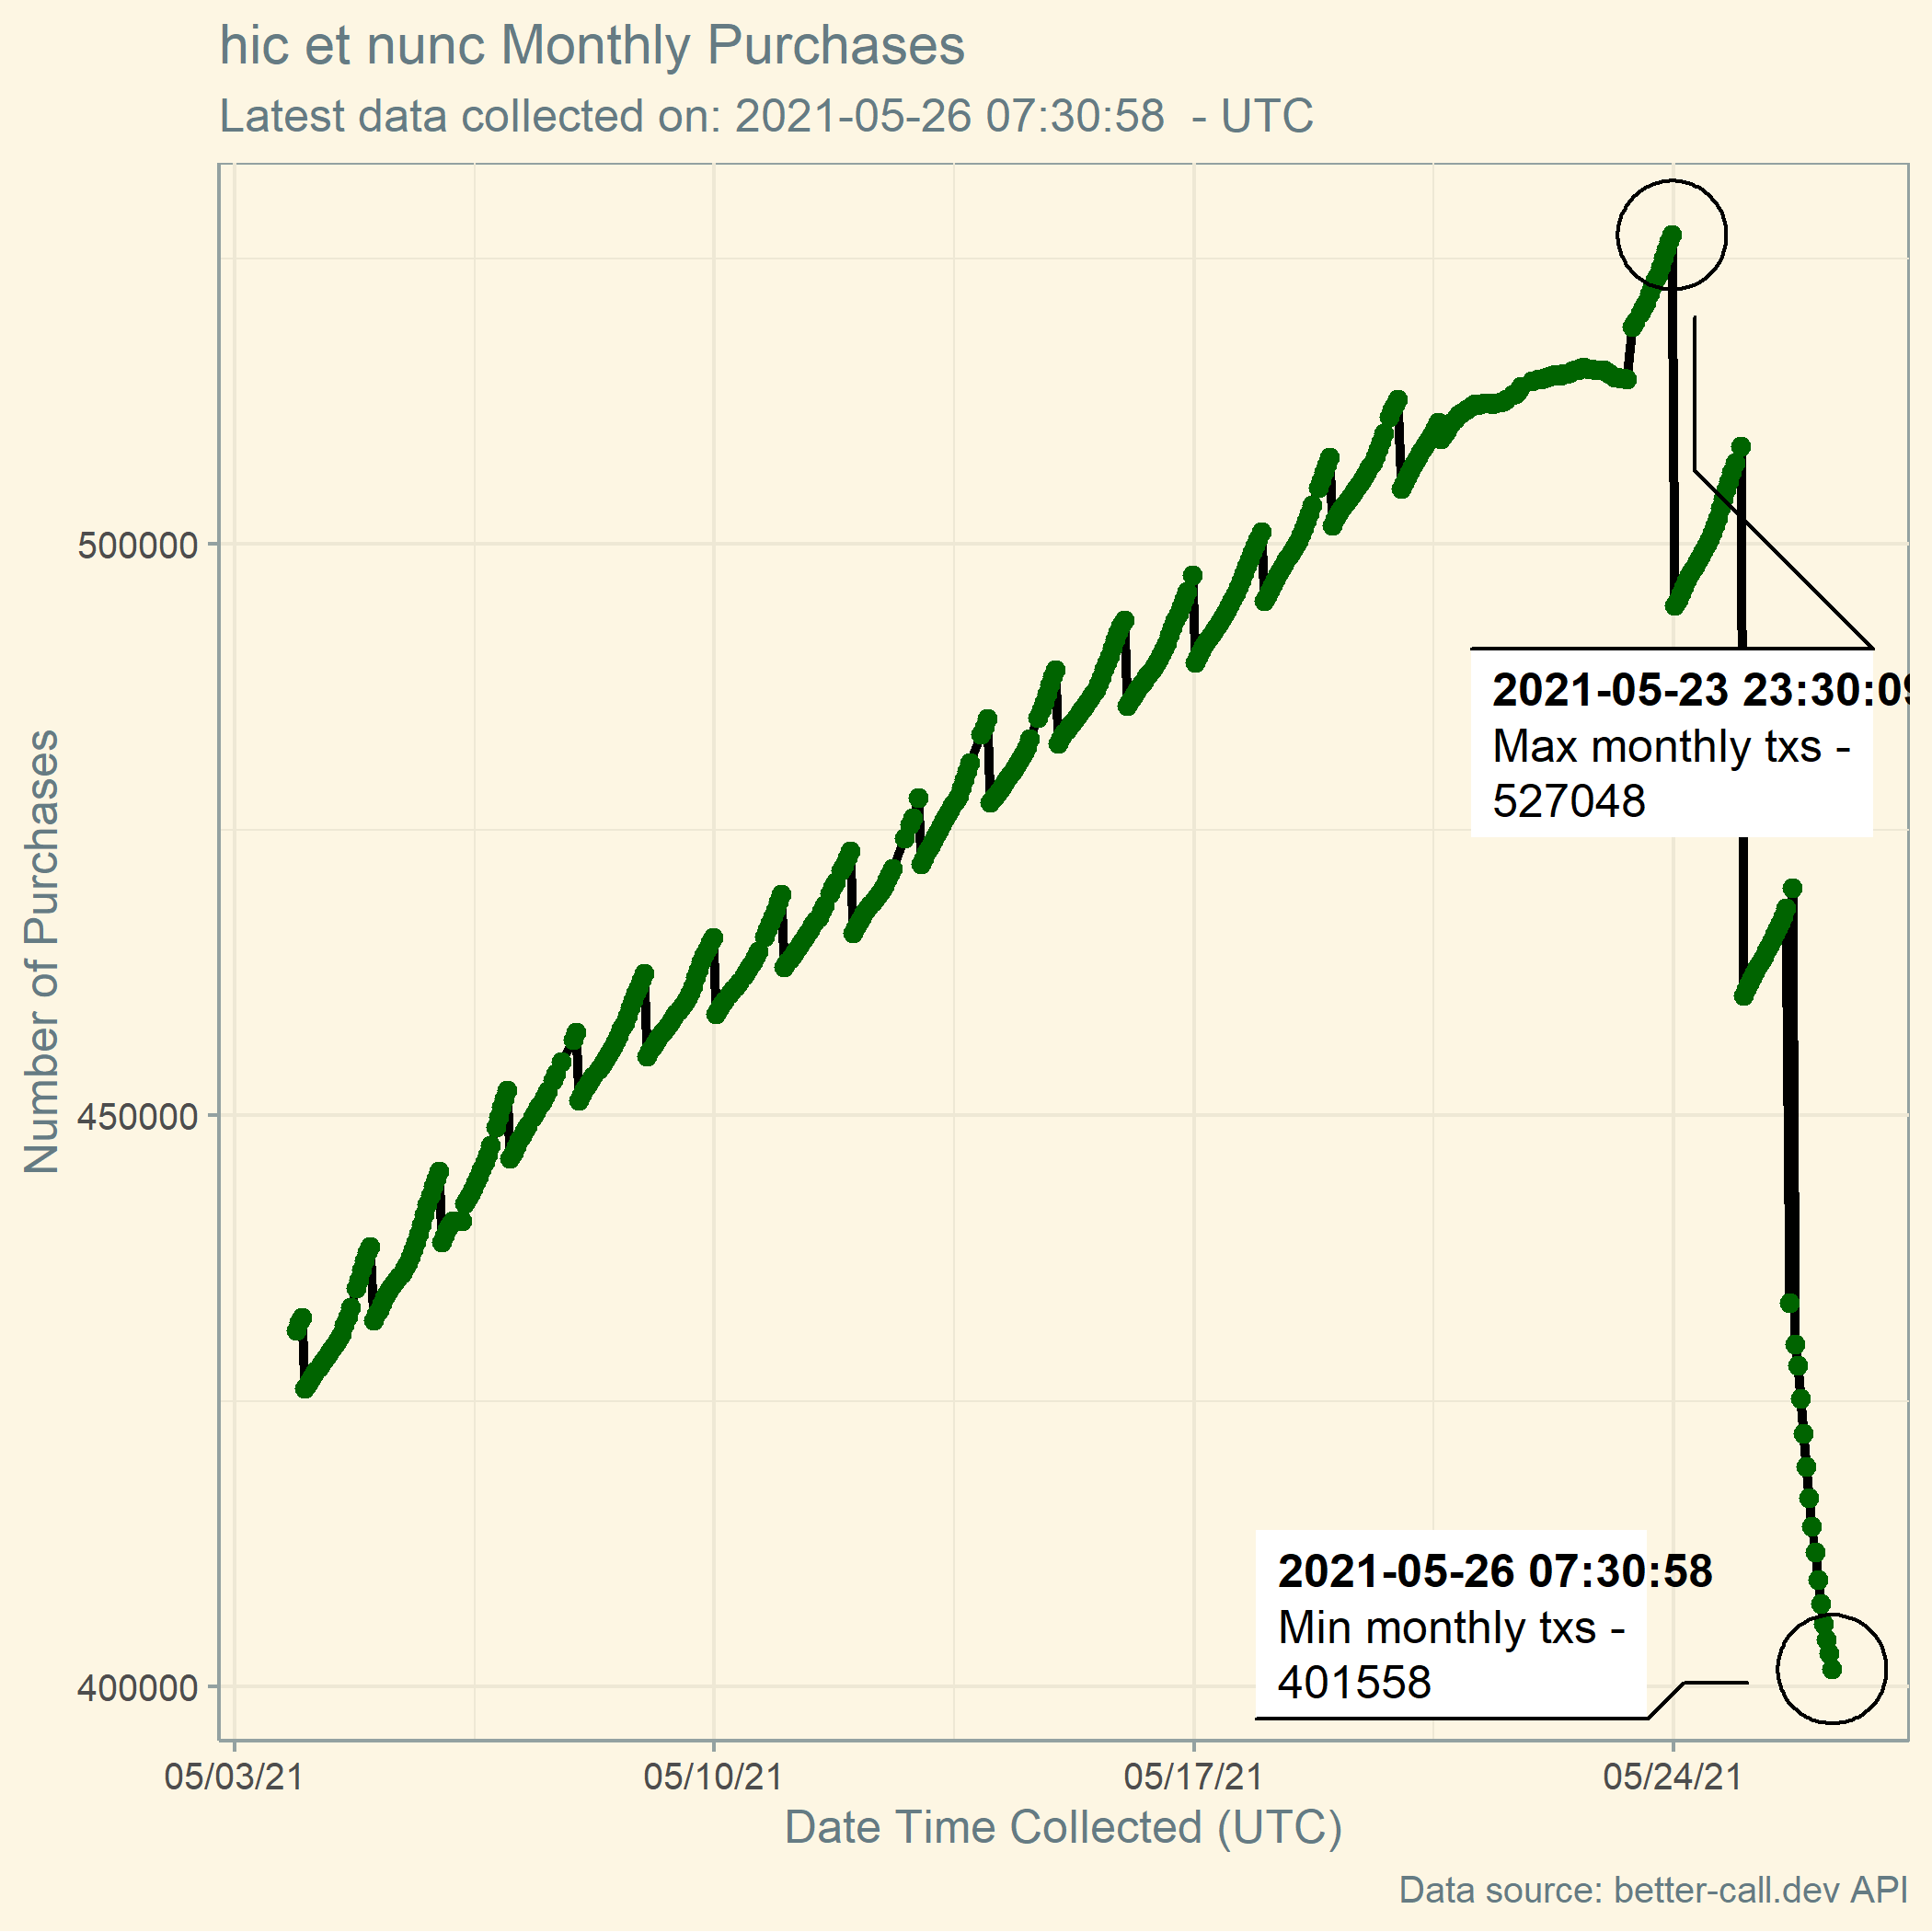 hic et nunc Monthly Purchases
Latest data collected on: 2021-05-26 07:30:58  - UTC
Number of Purchases
500000
450000
400000
2021-05-23 23:30:09
Max monthly txs -
527048
2021-05-26 07:30:58
Min monthly txs -
401558
05/03/21
05/10/21
05/17/21
05/24/21
Date Time Collected (UTC)
Data source: better-call.dev API